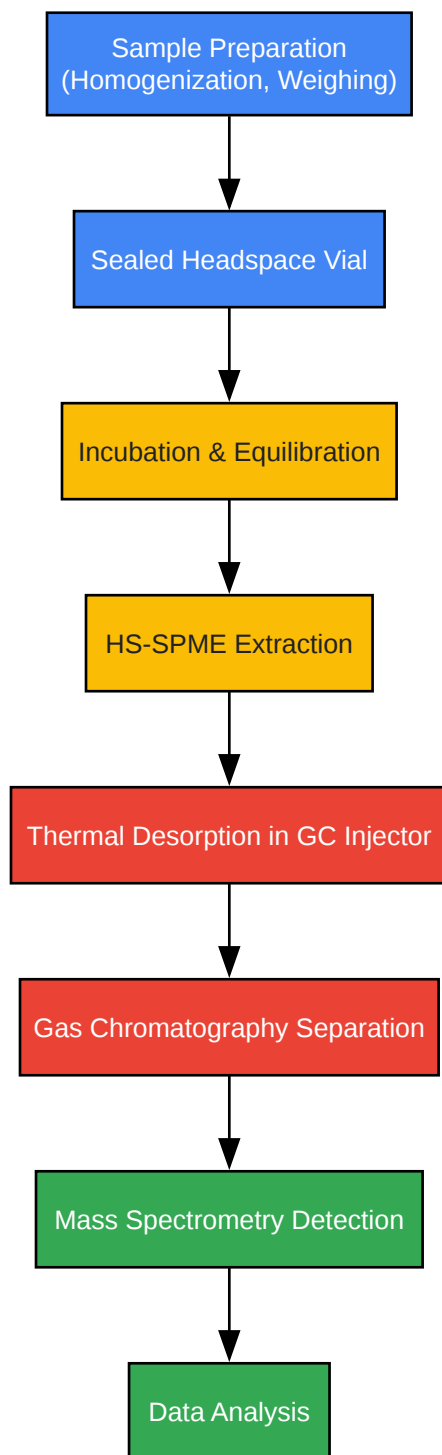 Sample Preparation
(Homogenization, Weighing)
Sealed Headspace Vial
Incubation & Equilibration
HS-SPME Extraction
Thermal Desorption in GC Injector
Gas Chromatography Separation
Mass Spectrometry Detection
Data Analysis